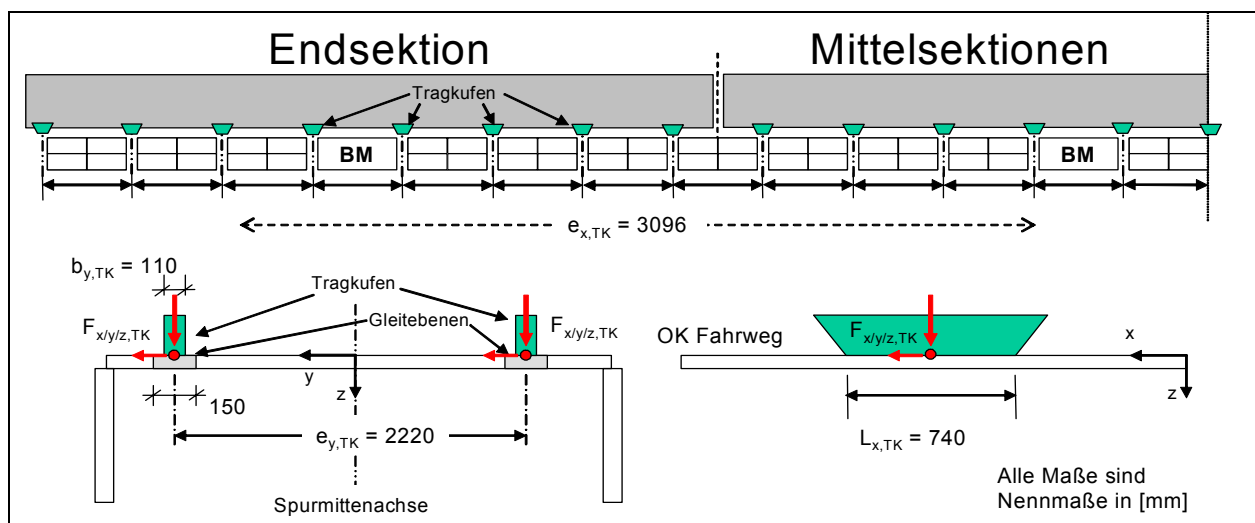 Endsektion
Mittelsektionen
Tragkufen
BM
BM
eₓ,TK = 3096
b_y,TK = 110
Tragkufen
Gleitebenen
F_x/y/z,TK
F_x/y/z,TK
y
z
150
e_y,TK = 2220
Spurmittenachse
OK Fahrweg
F_x/y/z,TK
x
z
L_x,TK = 740
Alle Maße sind
Nennmaße in [mm]